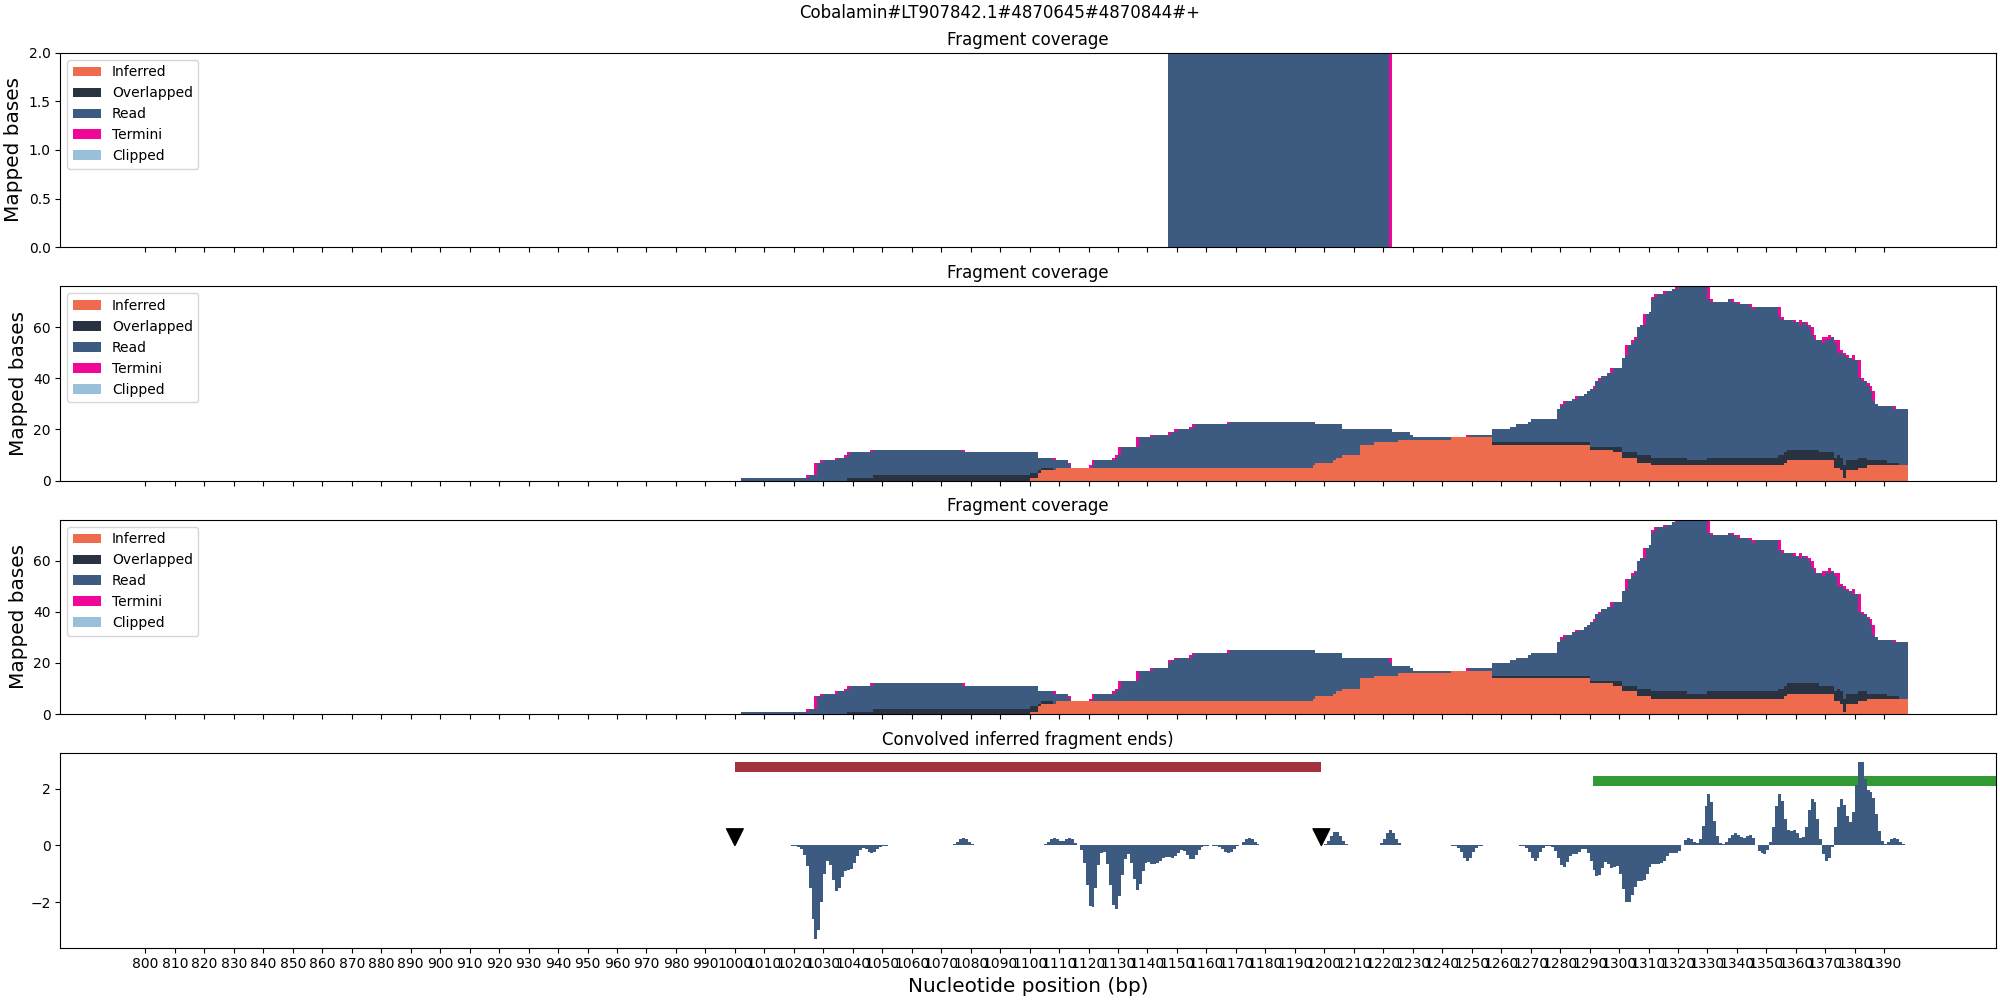 Cobalamin#LT907842.1#4870645#4870844#+
Fragment coverage
Mapped bases
2.0
1.5
1.0
0.5
0.0
Inferred
Overlapped
Read
Termini
Clipped
Fragment coverage
Mapped bases
60
40
20
0
Inferred
Overlapped
Read
Termini
Clipped
Fragment coverage
Mapped bases
60
40
20
0
Inferred
Overlapped
Read
Termini
Clipped
Convolved inferred fragment ends)
2
0
−2
800 810 820 830 840 850 860 870 880 890 900 910 920 930 940 950 960 970 980 990 1000 1010 1020 1030 1040 1050 1060 1070 1080 1090 1100 1110 1120 1130 1140 1150 1160 1170 1180 1190 1200 1210 1220 1230 1240 1250 1260 1270 1280 1290 1300 1310 1320 1330 1340 1350 1360 1370 1380 1390
Nucleotide position (bp)